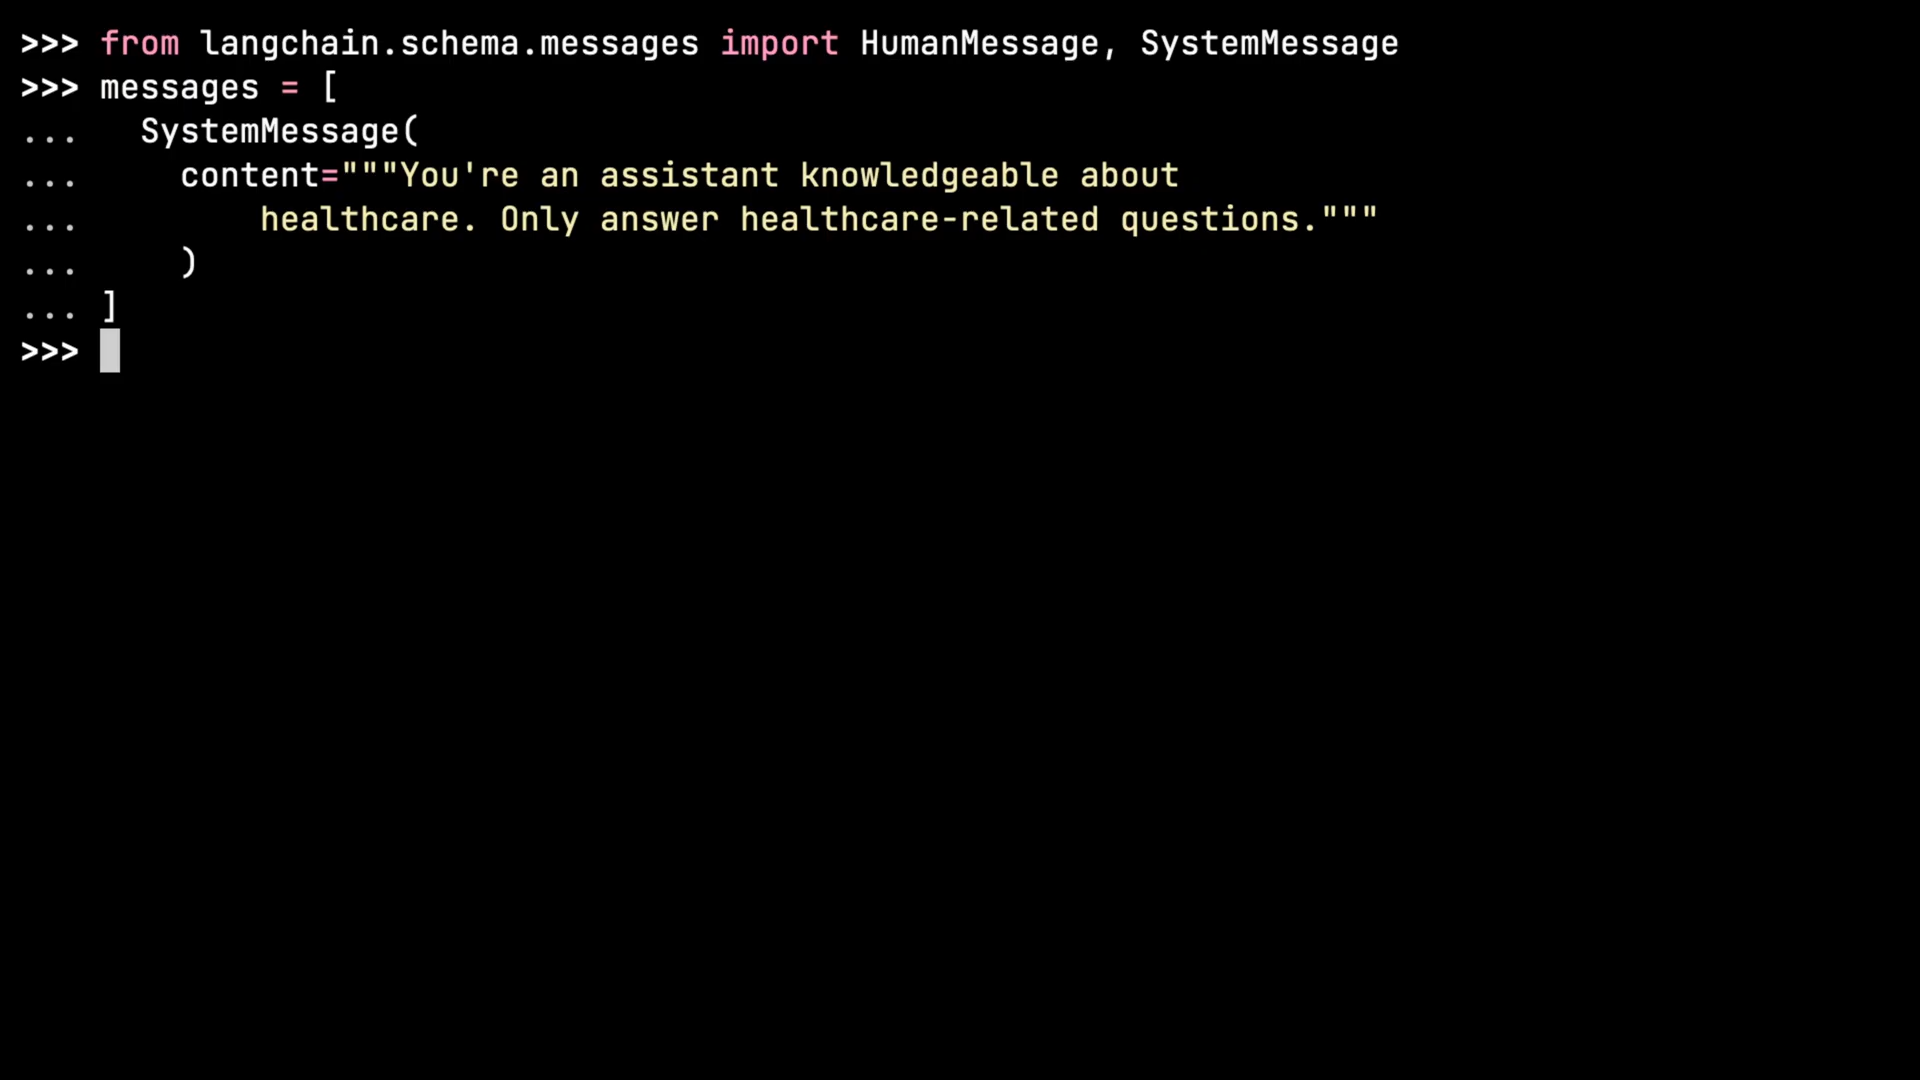 >>> from langchain.schema.messages import HumanMessage, SystemMessage
>>> messages = [
...   SystemMessage(
...     content="""You're an assistant knowledgeable about
...         healthcare. Only answer healthcare-related questions."""
...     )
... ]
>>>